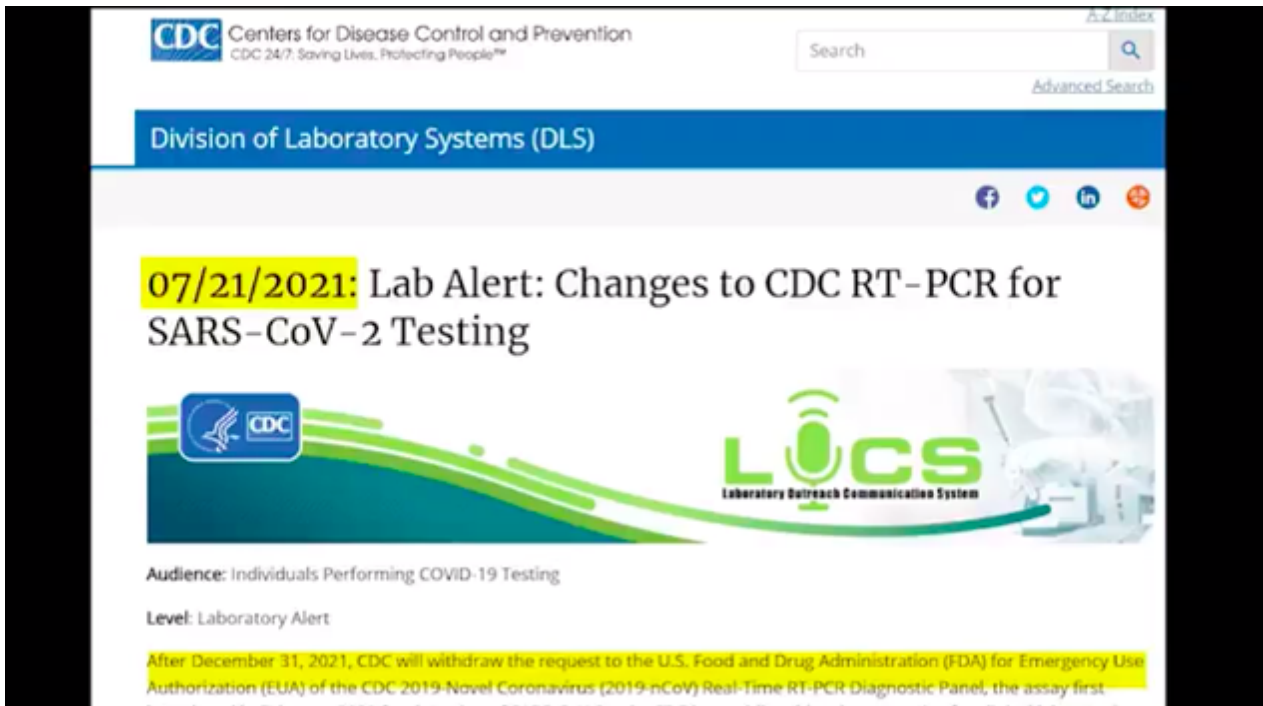 A-Z Index
CDC Centers for Disease Control and Prevention
CDC 24/7: Saving Lives, Protecting People™
Search
Advanced Search
Division of Laboratory Systems (DLS)
07/21/2021: Lab Alert: Changes to CDC RT-PCR for
SARS-CoV-2 Testing
CDC
LOCS
Laboratory Outreach Communication System
Audience: Individuals Performing COVID-19 Testing
Level: Laboratory Alert
After December 31, 2021, CDC will withdraw the request to the U.S. Food and Drug Administration (FDA) for Emergency Use
Authorization (EUA) of the CDC 2019-Novel Coronavirus (2019-nCoV) Real-Time RT-PCR Diagnostic Panel, the assay first